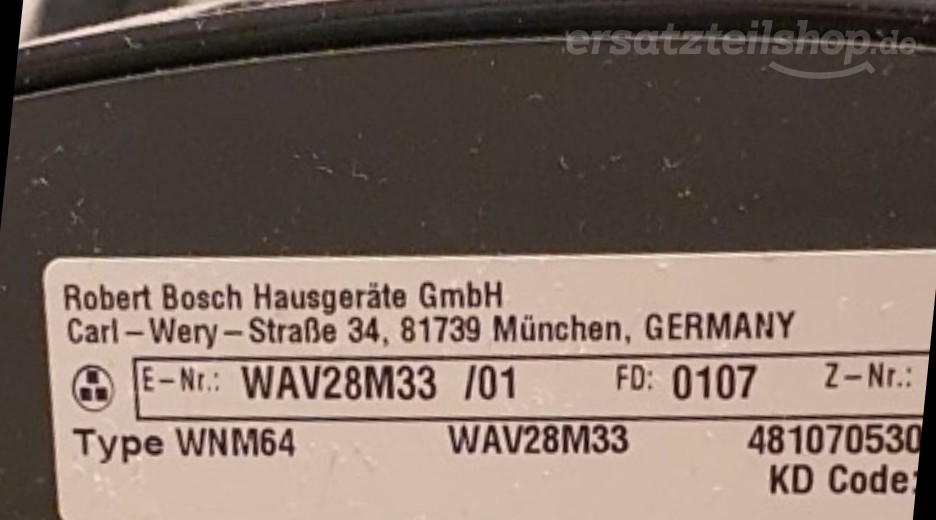 ersatzteilshop.de
Robert Bosch Hausgeräte GmbH
Carl-Wery-Straße 34, 81739 München, GERMANY
E-Nr.: WAV28M33 /01 FD: 0107 Z-Nr.:
Type WNM64 WAV28M33 481070530
KD Code: